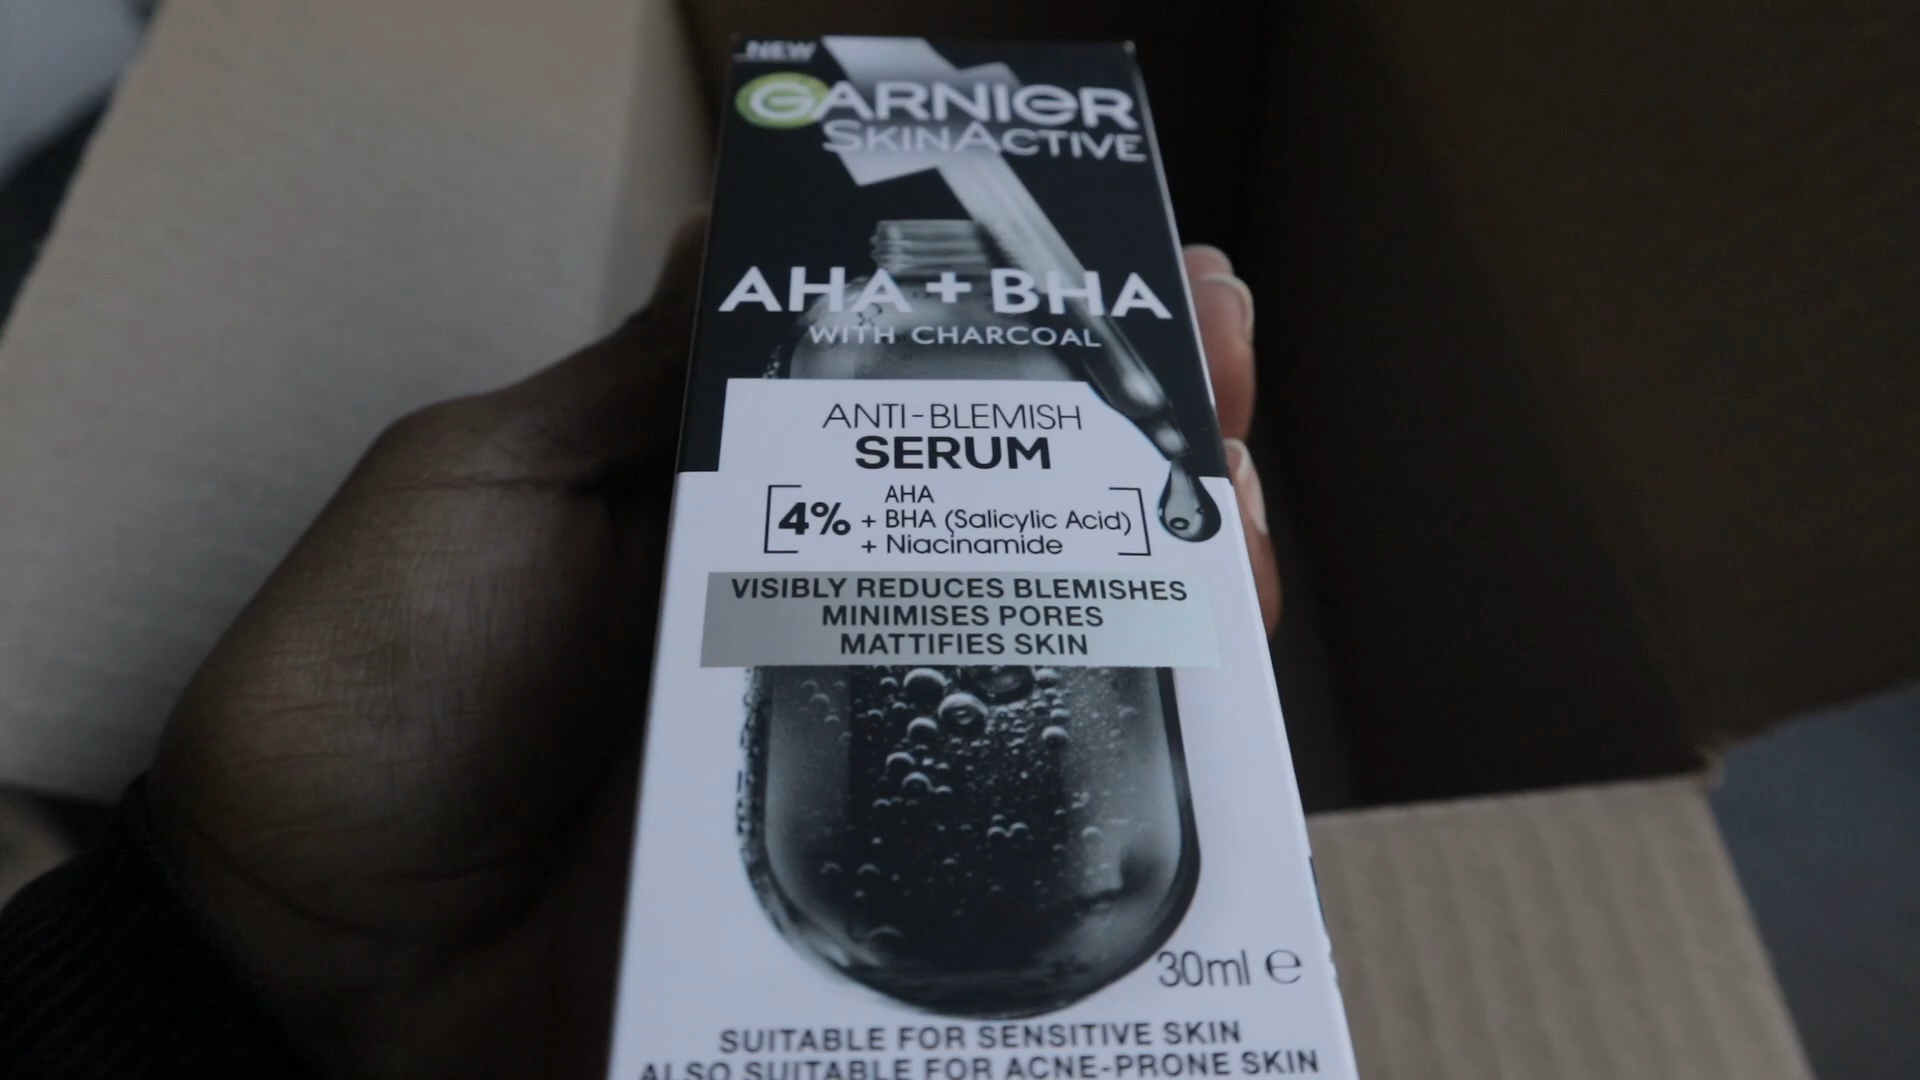 NEW
GARNIER
SKINACTIVE
AHA + BHA
WITH CHARCOAL
ANTI-BLEMISH
SERUM
4% AHA
+ BHA (Salicylic Acid)
+ Niacinamide
VISIBLY REDUCES BLEMISHES
MINIMISES PORES
MATTIFIES SKIN
30ml ℮
SUITABLE FOR SENSITIVE SKIN
ALSO SUITABLE FOR ACNE-PRONE SKIN